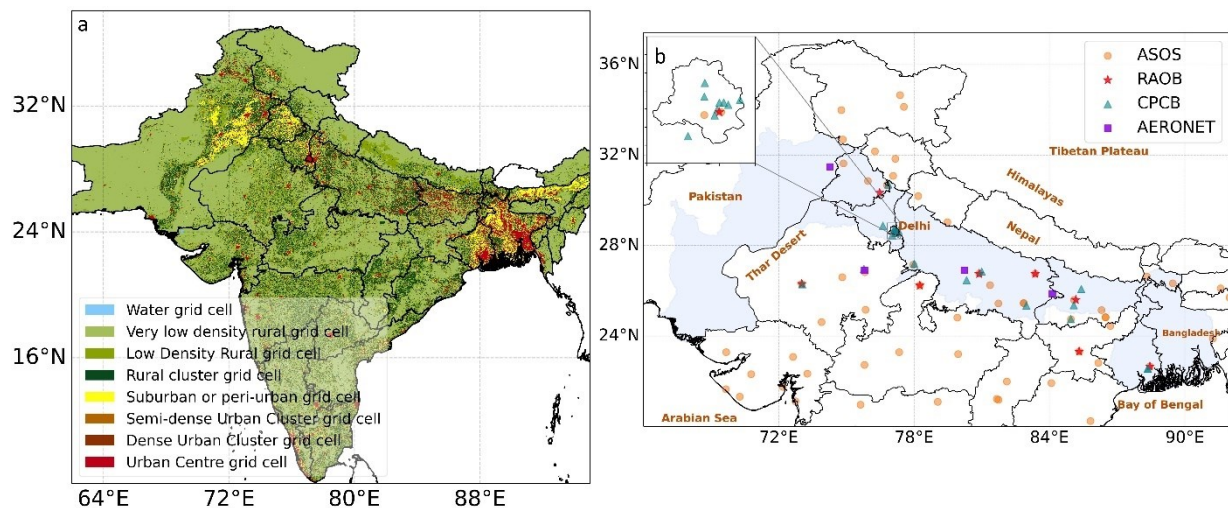 a
32°N
24°N
16°N
Water grid cell
Very low density rural grid cell
Low Density Rural grid cell
Rural cluster grid cell
Suburban or peri-urban grid cell
Semi-dense Urban Cluster grid cell
Dense Urban Cluster grid cell
Urban Centre grid cell
64°E 72°E 80°E 88°E
b
ASOS
RAOB
CPCB
AERONET
36°N
32°N
28°N
24°N
Tibetan Plateau
Himalayas
Pakistan
Nepal
Delhi
Thar Desert
Bangladesh
Arabian Sea
Bay of Bengal
72°E 78°E 84°E 90°E